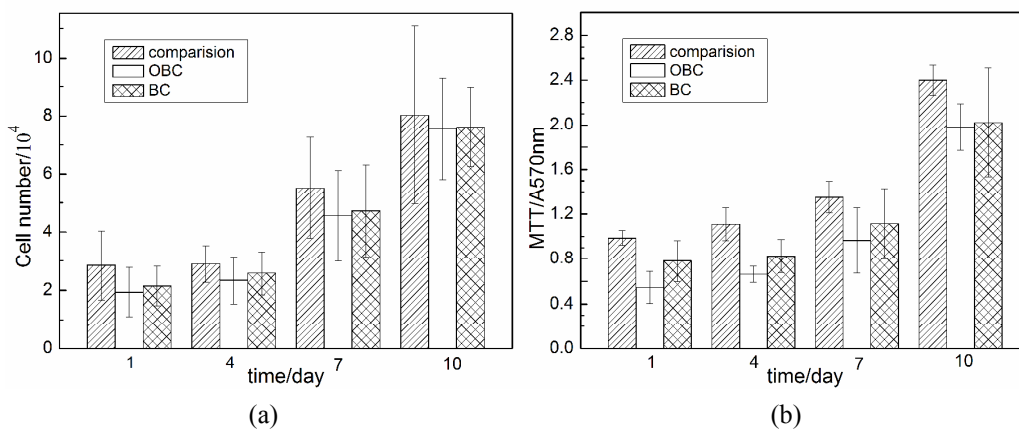 comparision
OBC
BC
10
8
6
4
2
0
Cell number/10^4
1 4 7 10
time/day
(a)
comparision
OBC
BC
2.8
2.4
2.0
1.6
1.2
0.8
0.4
0.0
MTT/A570nm
1 4 7 10
time/day
(b)